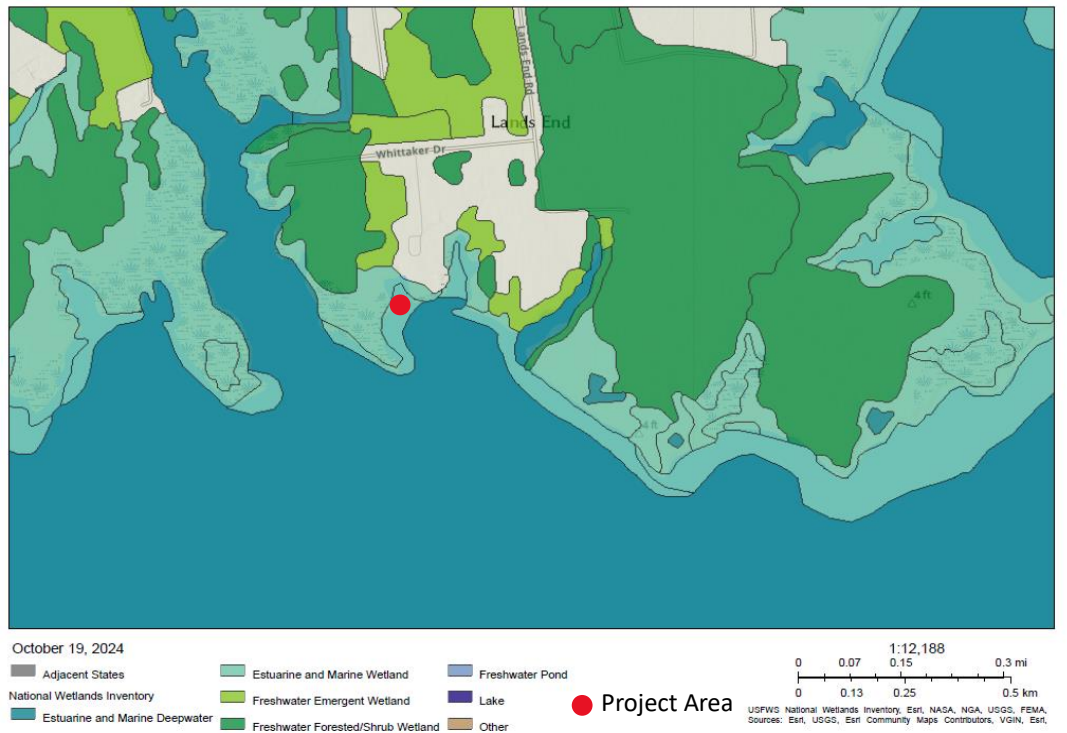 Lands End Rd
Lands End
Whittaker Dr
4 ft
4 ft
October 19, 2024
Adjacent States
National Wetlands Inventory
Estuarine and Marine Deepwater
Estuarine and Marine Wetland
Freshwater Emergent Wetland
Freshwater Forested/Shrub Wetland
Freshwater Pond
Lake
Other
Project Area
1:12,188
0 0.07 0.15 0.3 mi
0 0.13 0.25 0.5 km
USFWS National Wetlands Inventory, Esri, NASA, NGA, USGS, FEMA,
Sources: Esri, USGS, Esri Community Maps Contributors, VGIN, Esri,